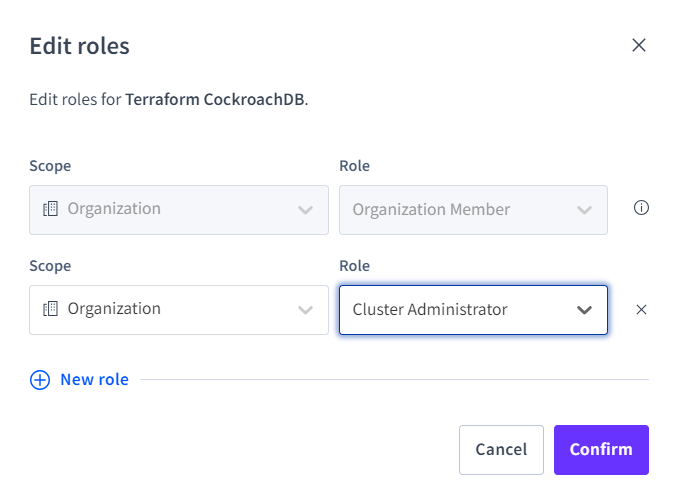 Edit roles
Edit roles for Terraform CockroachDB.
Scope Role
Organization Organization Member
Scope Role
Organization Cluster Administrator
New role
Cancel Confirm